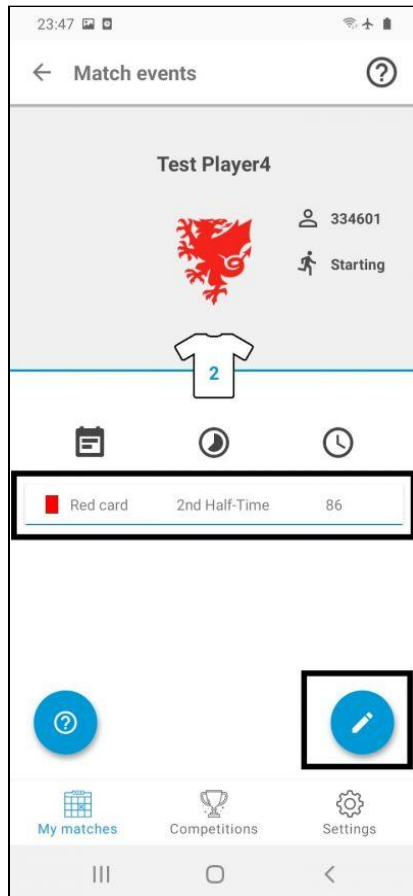 23:47
Match events
Test Player4
334601
Starting
2
Red card 2nd Half-Time 86
My matches Competitions Settings